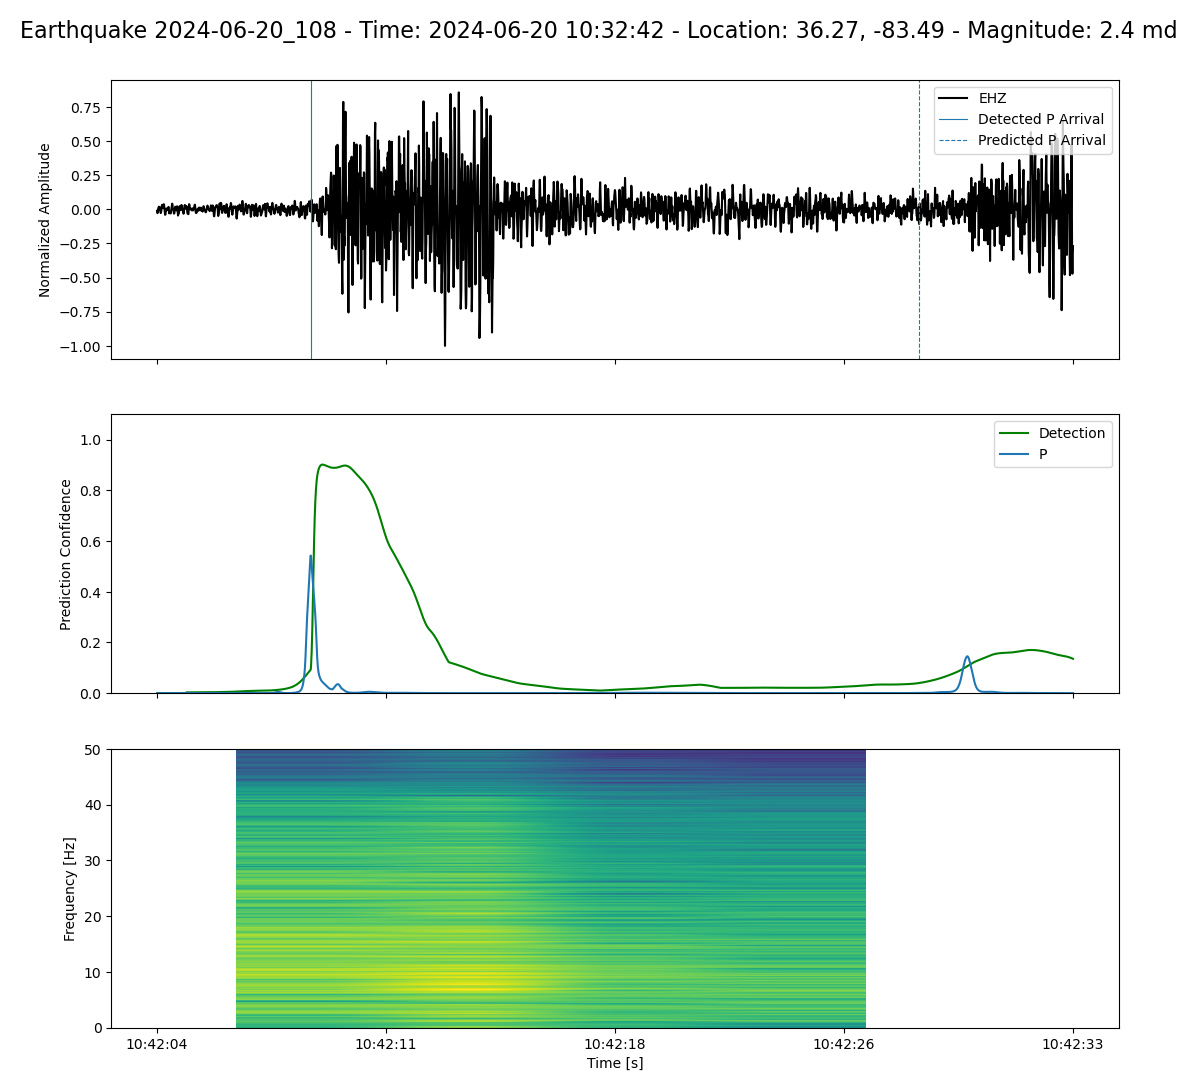 Earthquake 2024-06-20_108 - Time: 2024-06-20 10:32:42 - Location: 36.27, -83.49 - Magnitude: 2.4 md
Normalized Amplitude
0.75
0.50
0.25
0.00
−0.25
−0.50
−0.75
−1.00
EHZ
Detected P Arrival
Predicted P Arrival
Prediction Confidence
1.0
0.8
0.6
0.4
0.2
0.0
Detection
P
Frequency [Hz]
50
40
30
20
10
0
10:42:04
10:42:11
10:42:18
10:42:26
10:42:33
Time [s]